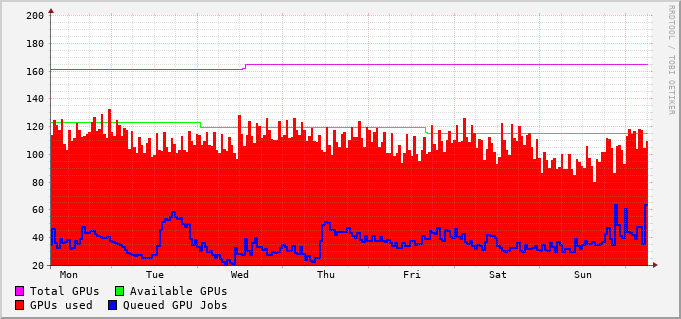 200
180
160
140
120
100
80
60
40
20
Mon Tue Wed Thu Fri Sat Sun
Total GPUs Available GPUs
GPUs used Queued GPU Jobs
RRDTOOL / TOBI OETIKER